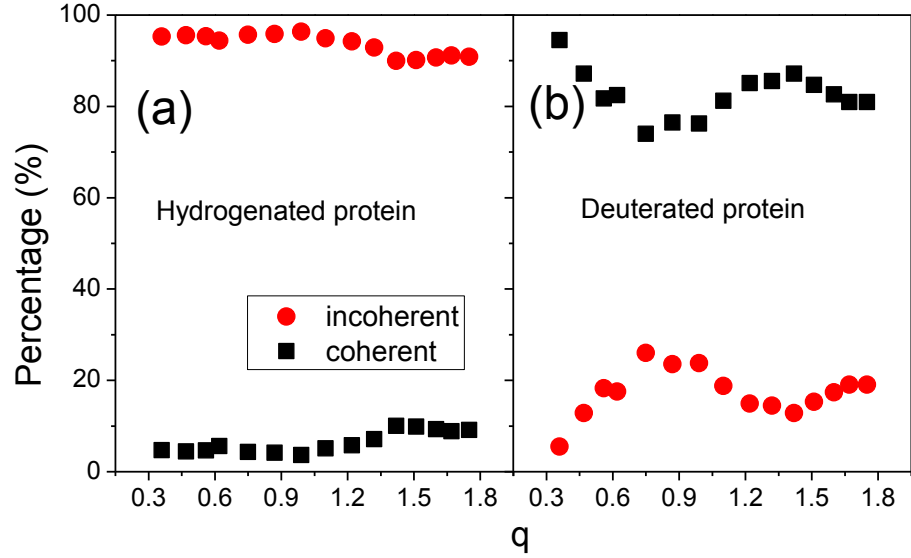 100
80
60
40
20
0
Percentage (%)
(a)
(b)
Hydrogenated protein
Deuterated protein
incoherent
coherent
0.3 0.6 0.9 1.2 1.5 1.8
0.3 0.6 0.9 1.2 1.5 1.8
q